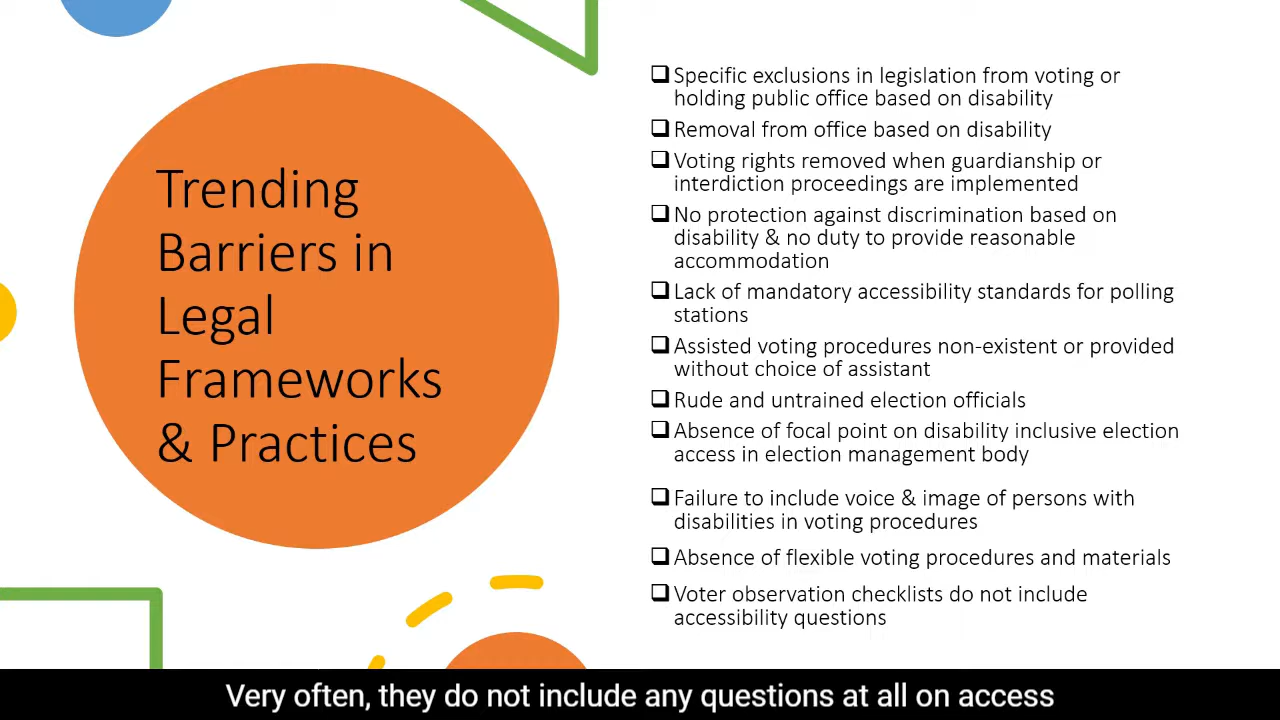 Trending
Barriers in
Legal
Frameworks
& Practices
Specific exclusions in legislation from voting or
holding public office based on disability
Removal from office based on disability
Voting rights removed when guardianship or
interdiction proceedings are implemented
No protection against discrimination based on
disability & no duty to provide reasonable
accommodation
Lack of mandatory accessibility standards for polling
stations
Assisted voting procedures non-existent or provided
without choice of assistant
Rude and untrained election officials
Absence of focal point on disability inclusive election
access in election management body
Failure to include voice & image of persons with
disabilities in voting procedures
Absence of flexible voting procedures and materials
Voter observation checklists do not include
accessibility questions
Very often, they do not include any questions at all on access